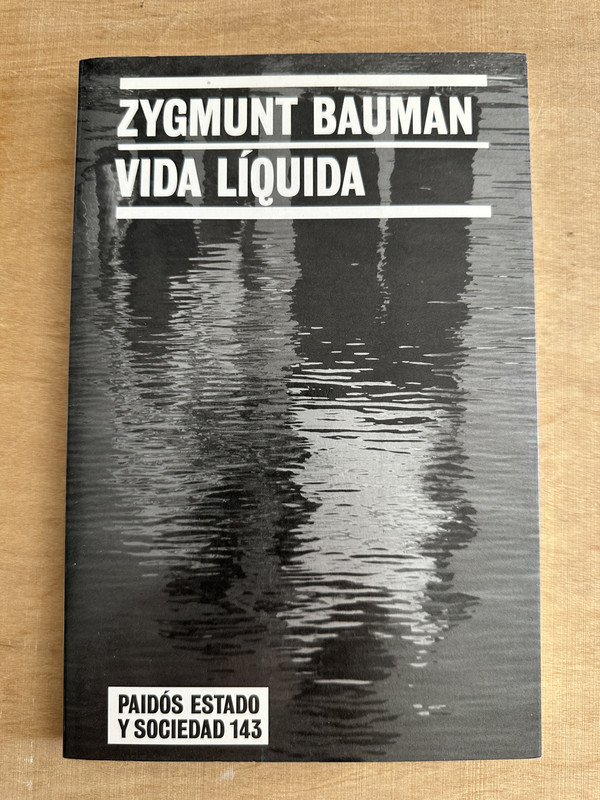 ZYGMUNT BAUMAN
VIDA LÍQUIDA
PAIDÓS ESTADO
Y SOCIEDAD 143